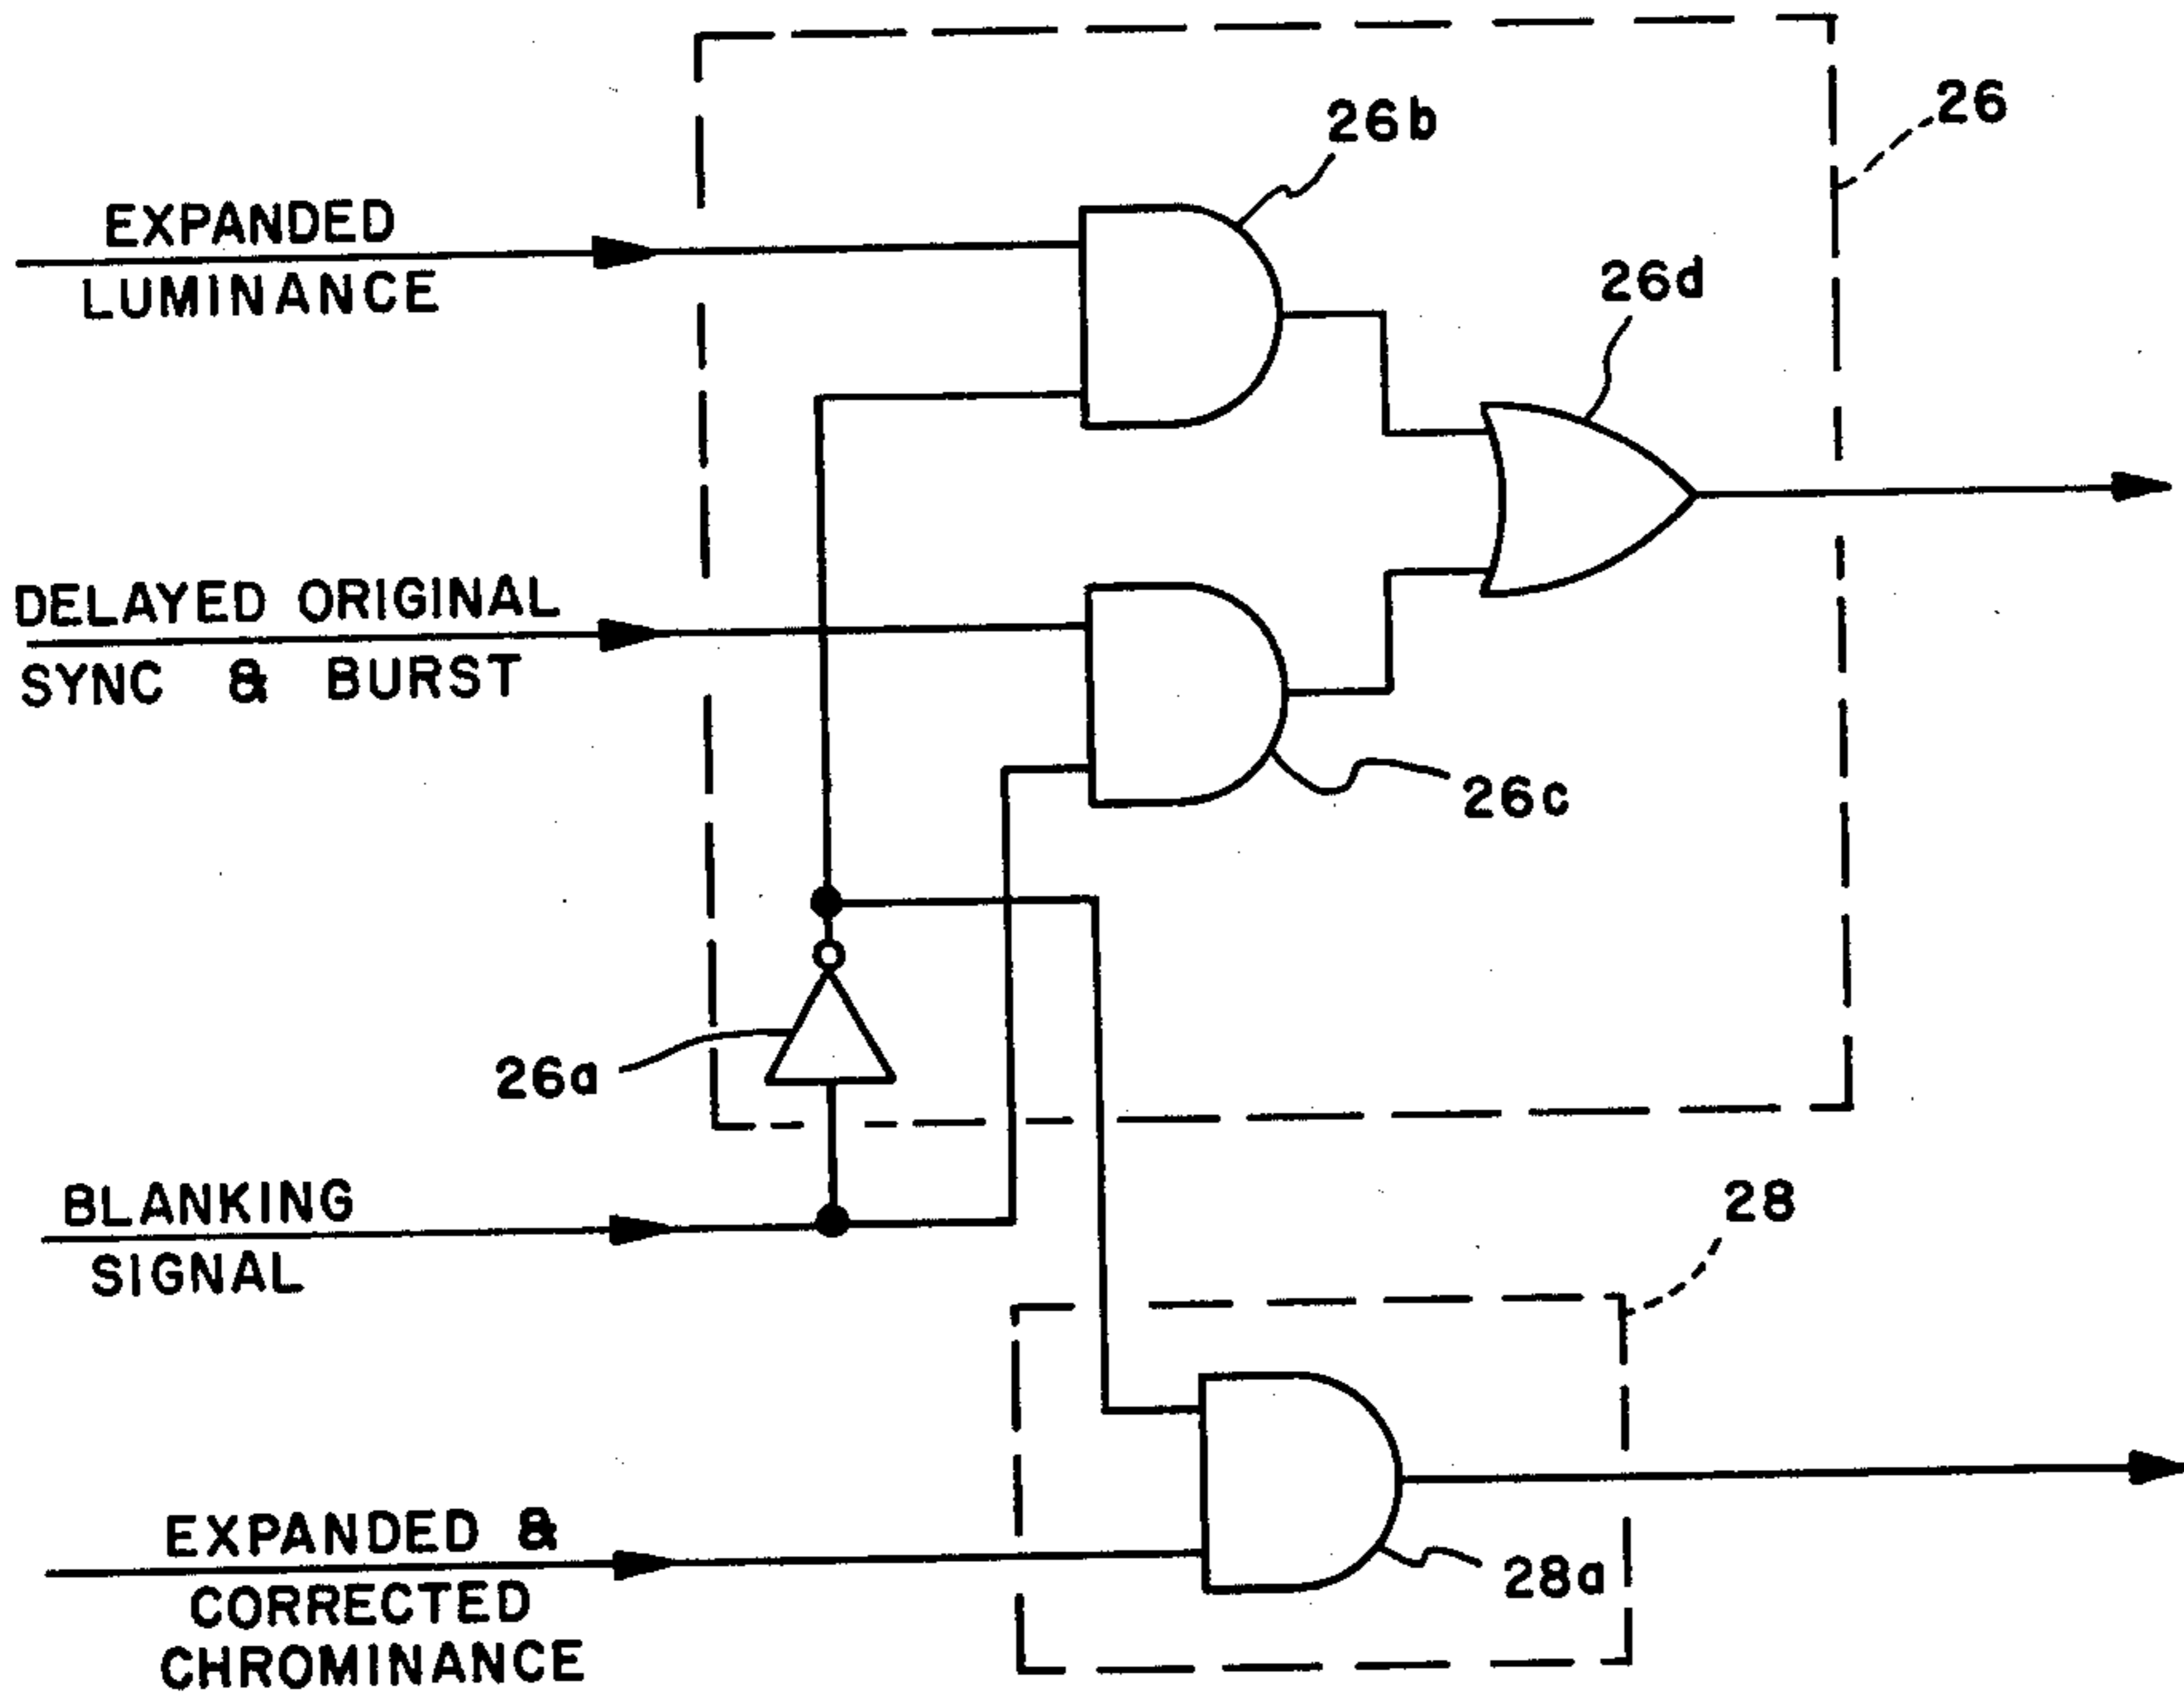 26b
26
EXPANDED
LUMINANCE
26d
DELAYED ORIGINAL
SYNC & BURST
26c
26a
BLANKING
SIGNAL
28
EXPANDED &
CORRECTED
CHROMINANCE
28a